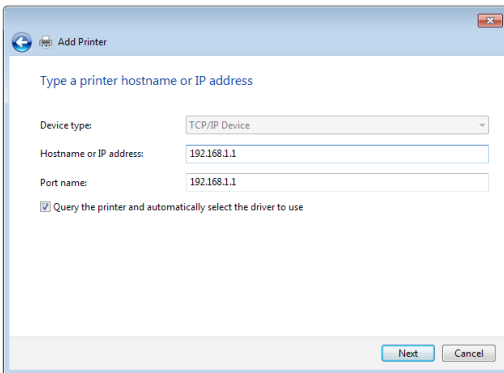 Add Printer
Type a printer hostname or IP address
Device type: TCP/IP Device
Hostname or IP address: 192.168.1.1
Port name: 192.168.1.1
Query the printer and automatically select the driver to use
Next Cancel